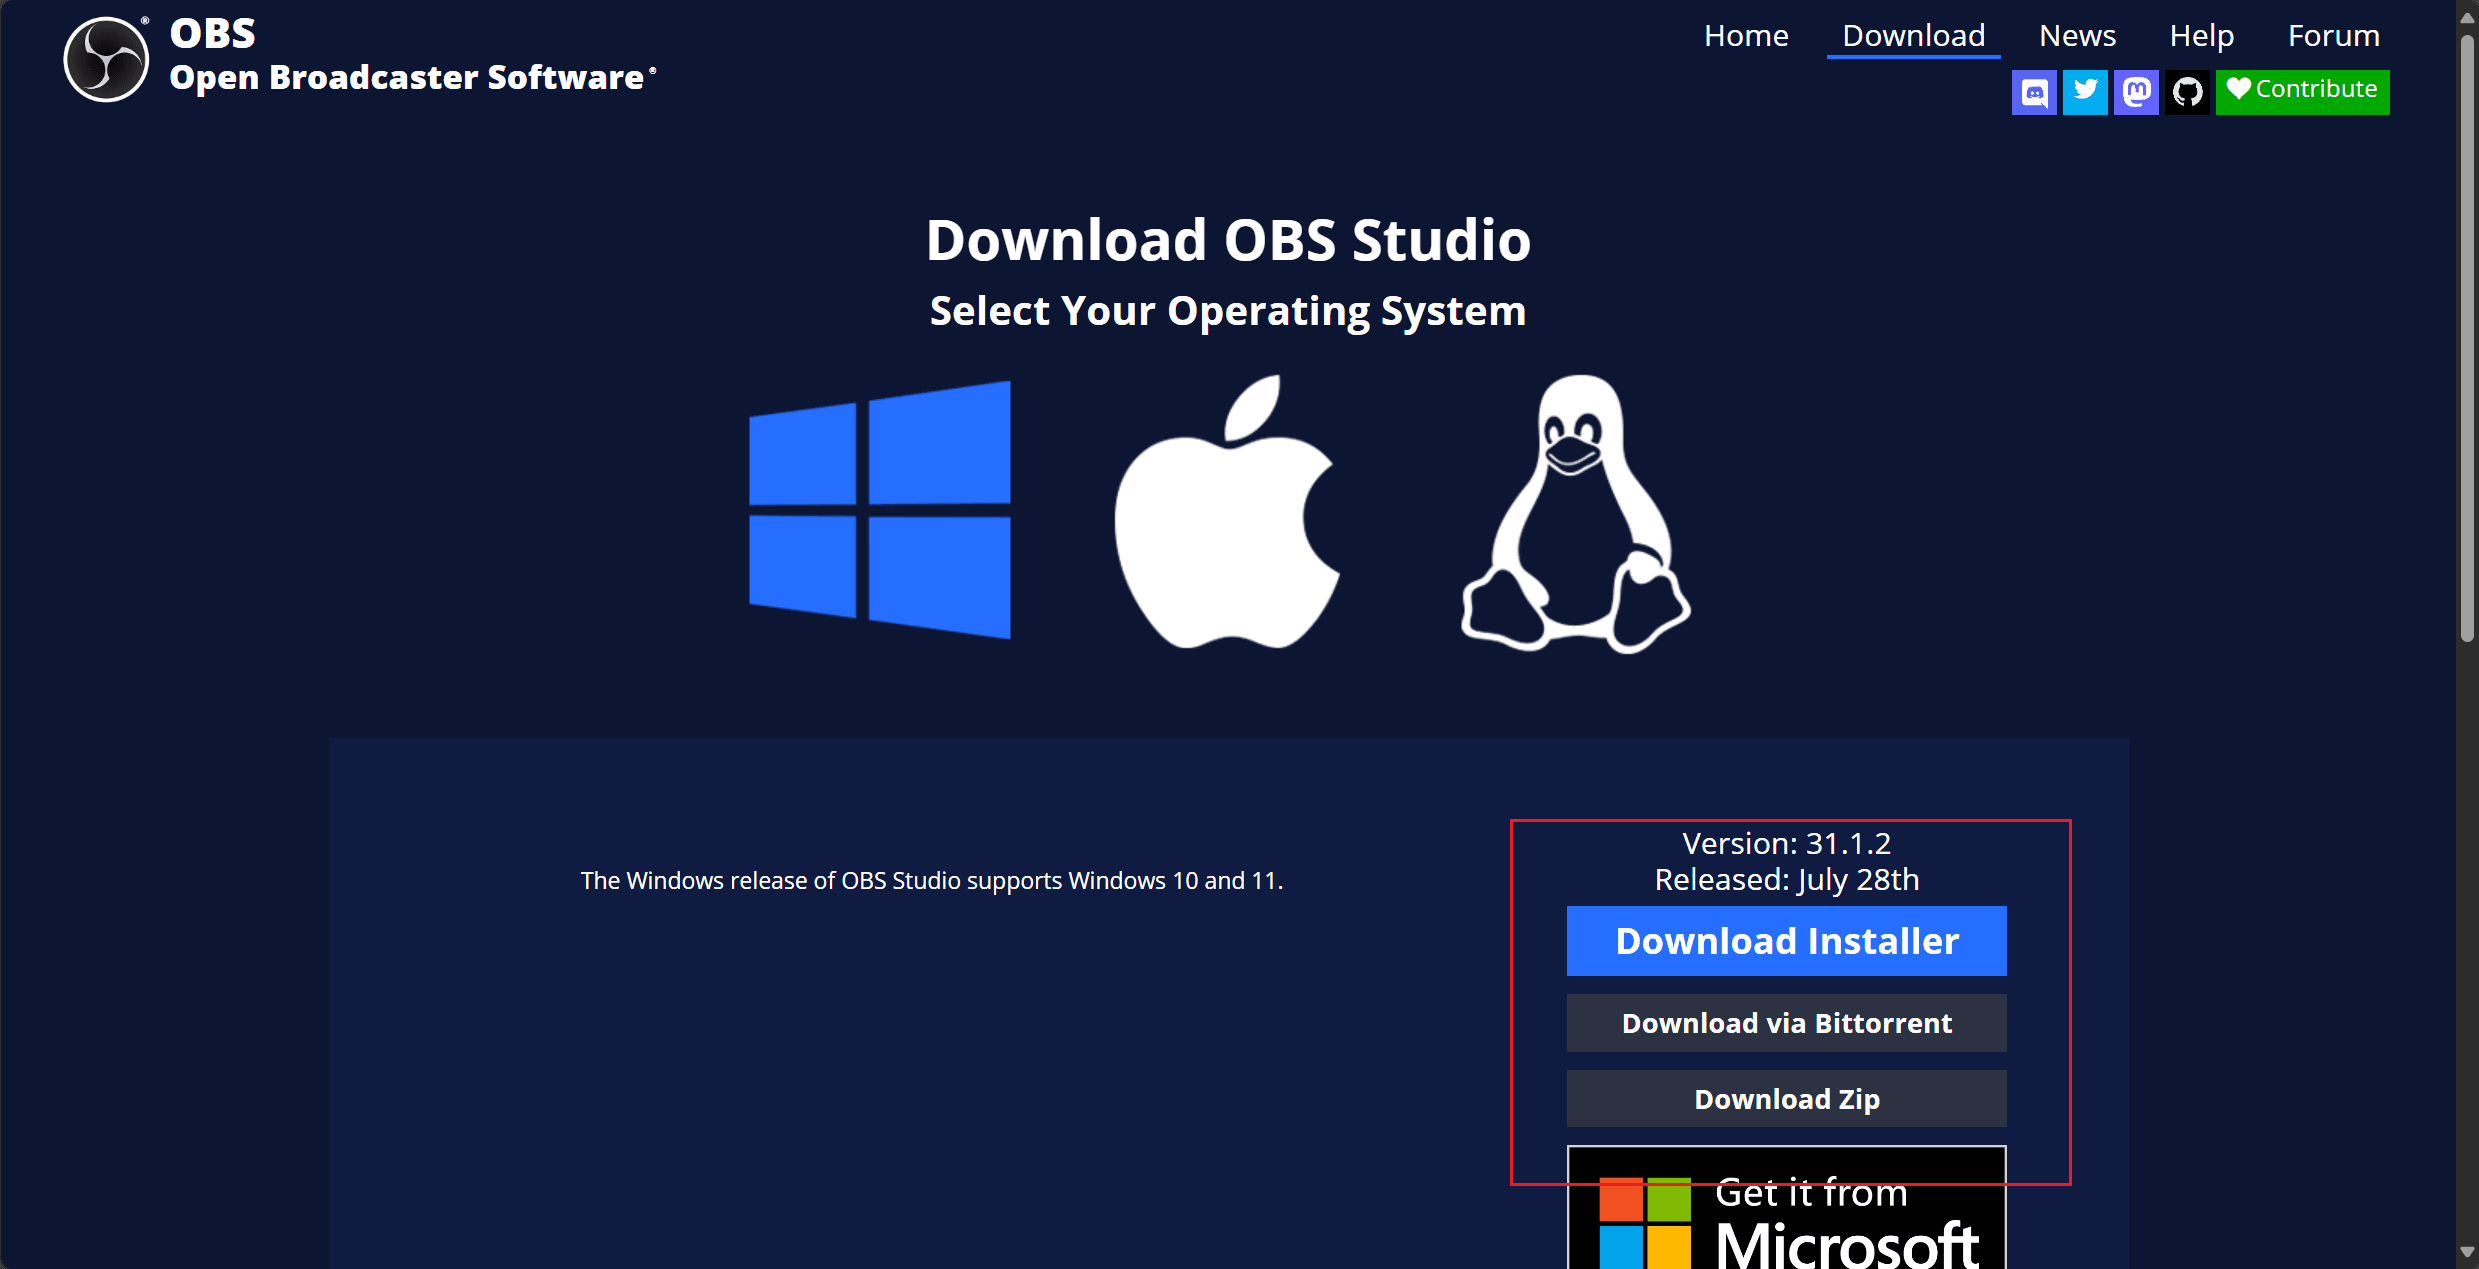 OBS
Open Broadcaster Software
Home Download News Help Forum
Contribute
Download OBS Studio
Select Your Operating System
The Windows release of OBS Studio supports Windows 10 and 11.
Version: 31.1.2
Released: July 28th
Download Installer
Download via Bittorrent
Download Zip
Get it from
Microsoft